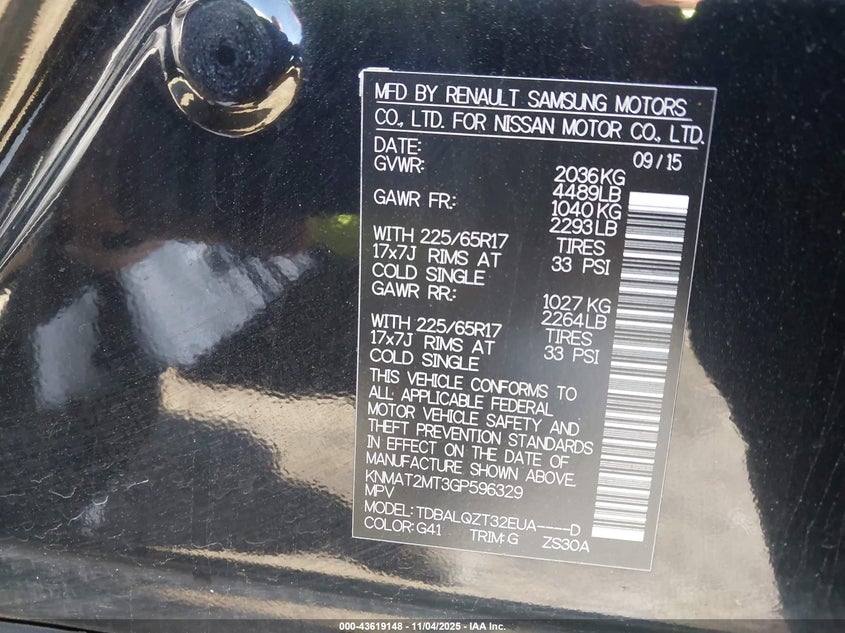 MFD BY RENAULT SAMSUNG MOTORS
CO., LTD. FOR NISSAN MOTOR CO., LTD.
DATE: 09/15
GVWR: 2036KG
4489LB
GAWR FR.: 1040KG
2293LB
WITH 225/65R17 TIRES
17x7J RIMS AT 33 PSI
COLD SINGLE
GAWR RR.: 1027KG
2264LB
WITH 225/65R17 TIRES
17x7J RIMS AT 33 PSI
COLD SINGLE
THIS VEHICLE CONFORMS TO
ALL APPLICABLE FEDERAL
MOTOR VEHICLE SAFETY AND
THEFT PREVENTION STANDARDS
IN EFFECT ON THE DATE OF
MANUFACTURE SHOWN ABOVE.
KNMAT2MT3GP596329
MPV
MODEL: TDBALQZT32EUA----D
COLOR: G41 TRIM: G ZS30A
000-43619148 - 11/04/2025 - IAA Inc.